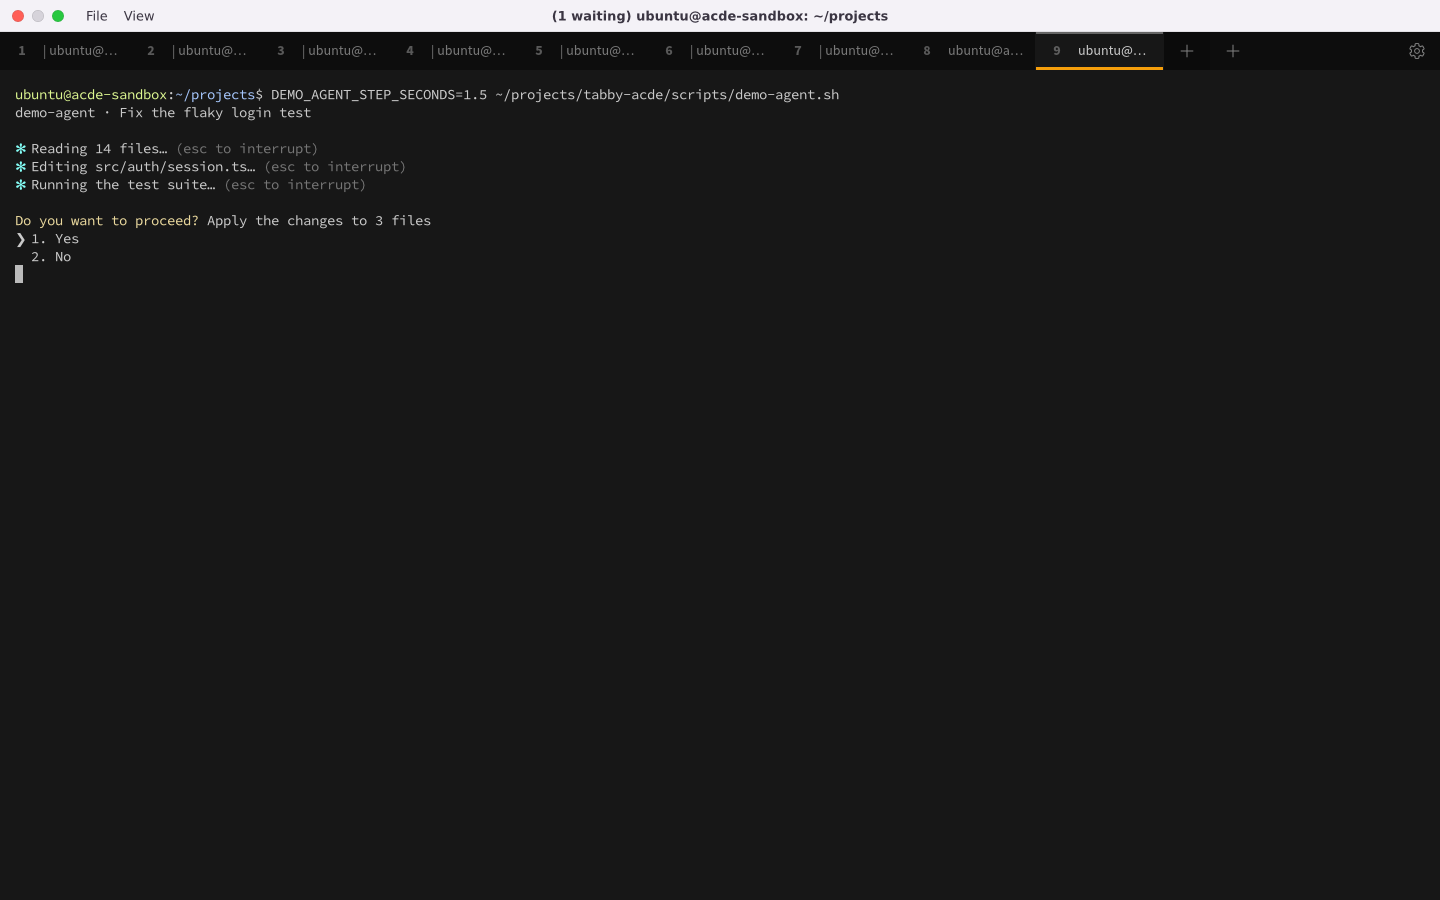 File View (1 waiting) ubuntu@acde-sandbox: ~/projects
1 | ubuntu@... 2 | ubuntu@... 3 | ubuntu@... 4 | ubuntu@... 5 | ubuntu@... 6 | ubuntu@... 7 | ubuntu@... 8 ubuntu@a... 9 ubuntu@... + +
ubuntu@acde-sandbox:~/projects$ DEMO_AGENT_STEP_SECONDS=1.5 ~/projects/tabby-acde/scripts/demo-agent.sh
demo-agent · Fix the flaky login test
✻ Reading 14 files… (esc to interrupt)
✻ Editing src/auth/session.ts… (esc to interrupt)
✻ Running the test suite… (esc to interrupt)
Do you want to proceed? Apply the changes to 3 files
❯ 1. Yes
2. No